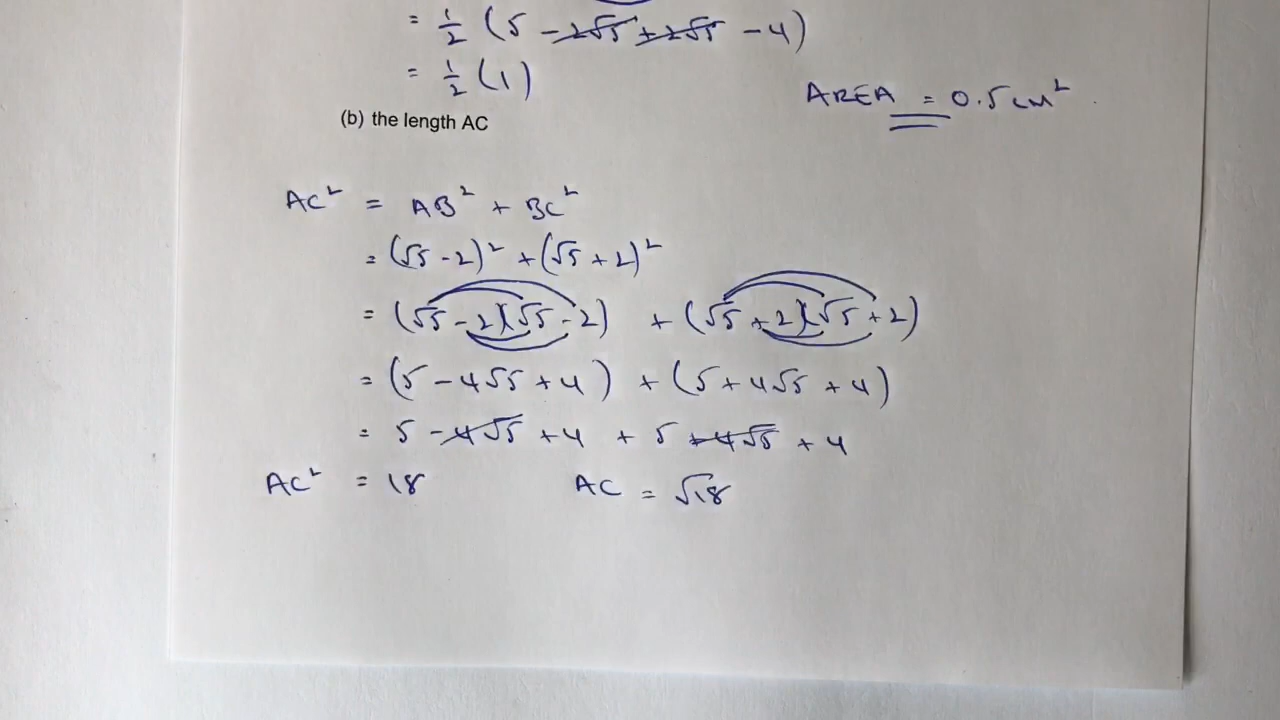 = ½ (5 - 2√5 + 2√5 - 4)
= ½ (1)
AREA = 0.5 cm²
(b) the length AC
AC² = AB² + BC²
= (√5 - 2)² + (√5 + 2)²
= (√5 - 2)(√5 - 2) + (√5 + 2)(√5 + 2)
= (5 - 4√5 + 4) + (5 + 4√5 + 4)
= 5 - 4√5 + 4 + 5 + 4√5 + 4
AC² = 18 AC = √18